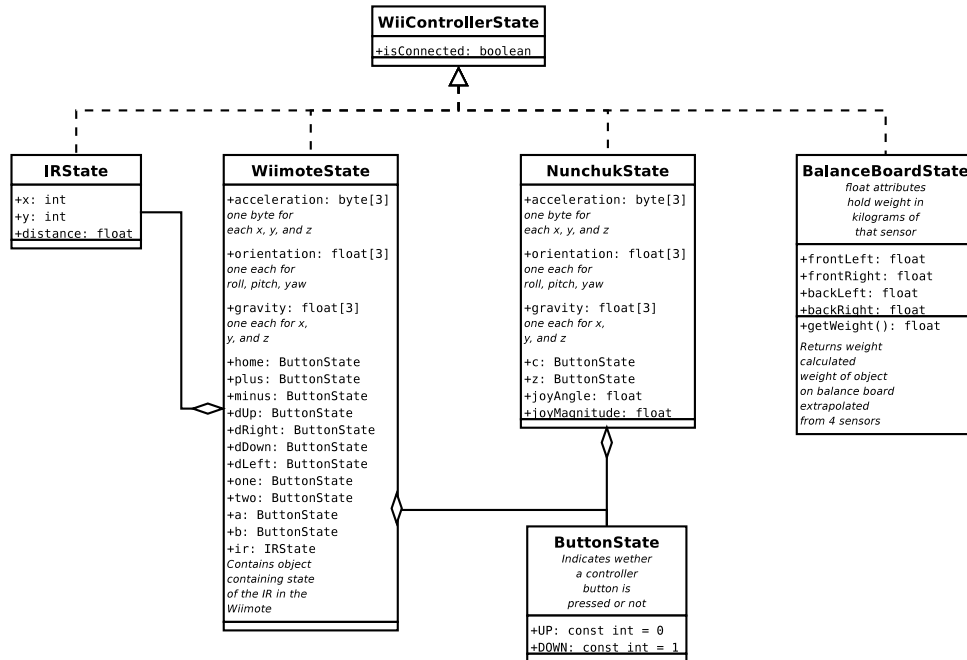 WiiControllerState
+isConnected: boolean
IRState
+x: int
+y: int
+distance: float
WiimoteState
+acceleration: byte[3]
one byte for
each x, y, and z
+orientation: float[3]
one each for
roll, pitch, yaw
+gravity: float[3]
one each for x,
y, and z
+home: ButtonState
+plus: ButtonState
+minus: ButtonState
+dUp: ButtonState
+dRight: ButtonState
+dDown: ButtonState
+dLeft: ButtonState
+one: ButtonState
+two: ButtonState
+a: ButtonState
+b: ButtonState
+ir: IRState
Contains object
containing state
of the IR in the
Wiimote
NunchukState
+acceleration: byte[3]
one byte for
each x, y, and z
+orientation: float[3]
one each for
roll, pitch, yaw
+gravity: float[3]
one each for x,
y, and z
+c: ButtonState
+z: ButtonState
+joyAngle: float
+joyMagnitude: float
BalanceBoardState
float attributes
hold weight in
kilograms of
that sensor
+frontLeft: float
+frontRight: float
+backLeft: float
+backRight: float
+getWeight(): float
Returns weight
calculated
weight of object
on balance board
extrapolated
from 4 sensors
ButtonState
Indicates wether
a controller
button is
pressed or not
+UP: const int = 0
+DOWN: const int = 1